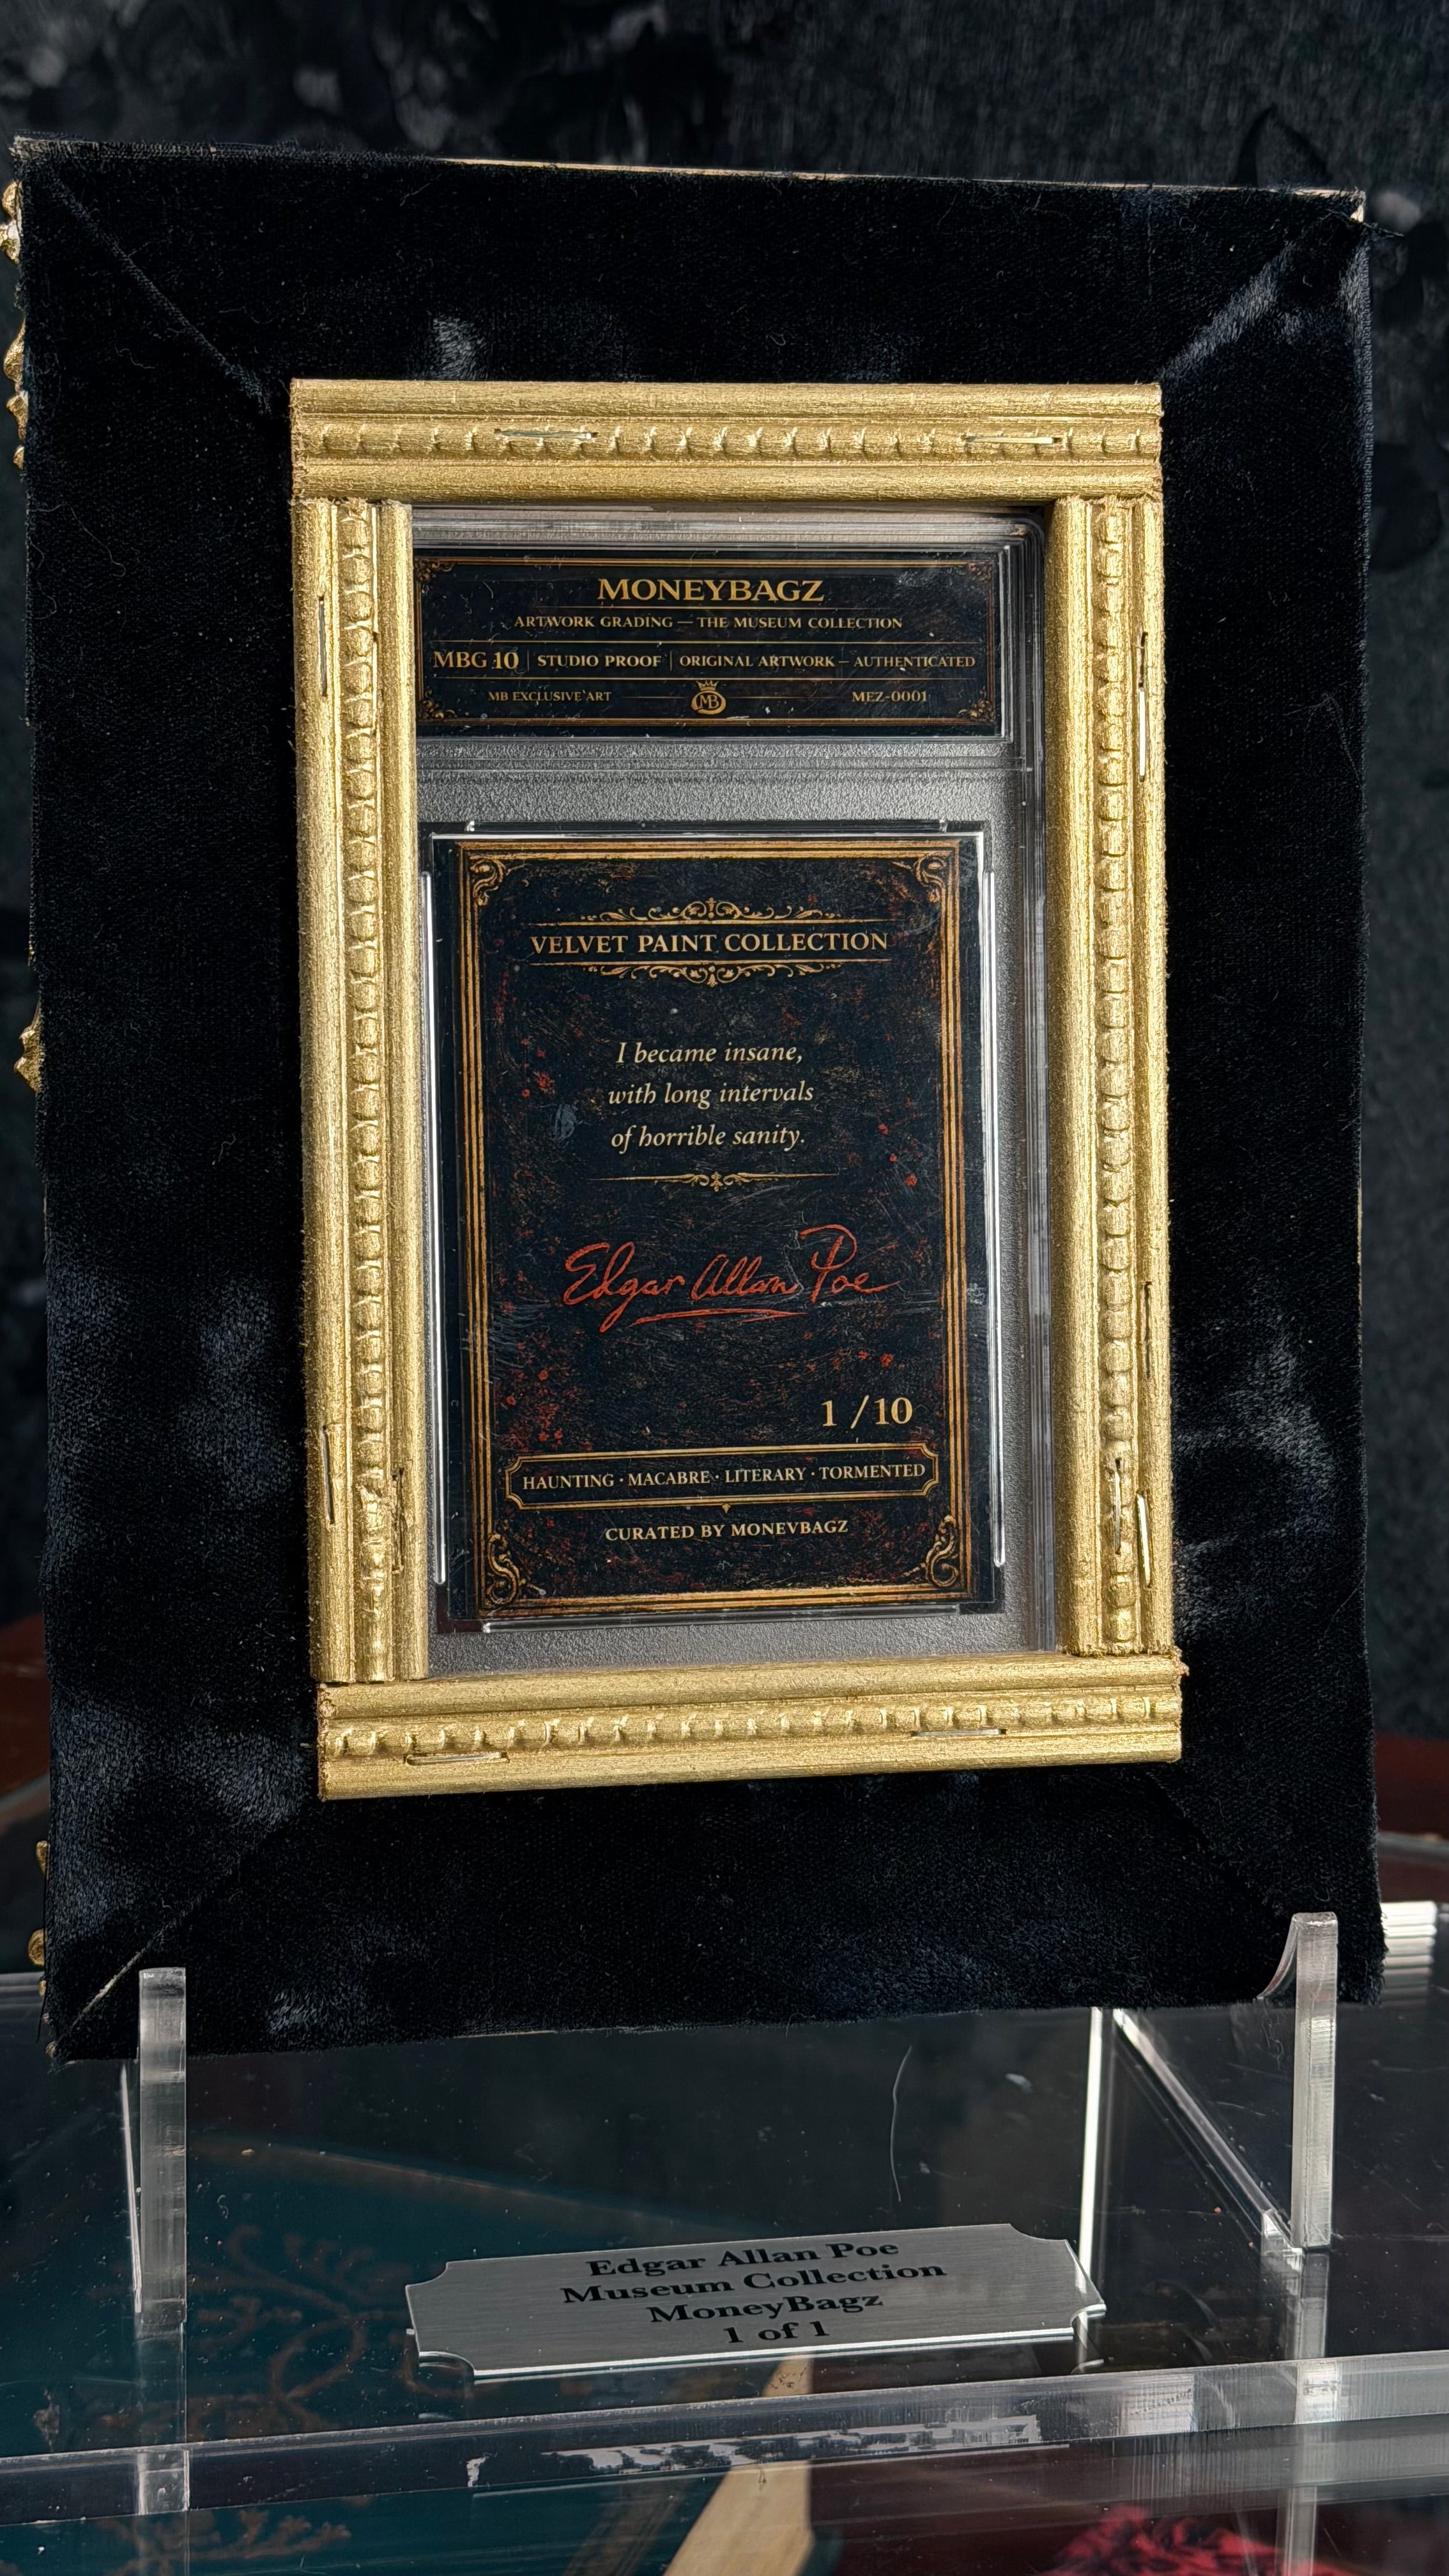 MONEYBAGZ
ARTWORK GRADING — THE MUSEUM COLLECTION
MBG 10 | STUDIO PROOF | ORIGINAL ARTWORK — AUTHENTICATED
MB EXCLUSIVE ART MB MEZ-0001
VELVET PAINT COLLECTION
I became insane,
with long intervals
of horrible sanity.
Edgar Allan Poe
1/10
HAUNTING · MACABRE · LITERARY · TORMENTED
CURATED BY MONEYBAGZ
Edgar Allan Poe
Museum Collection
MoneyBagz
1 of 1